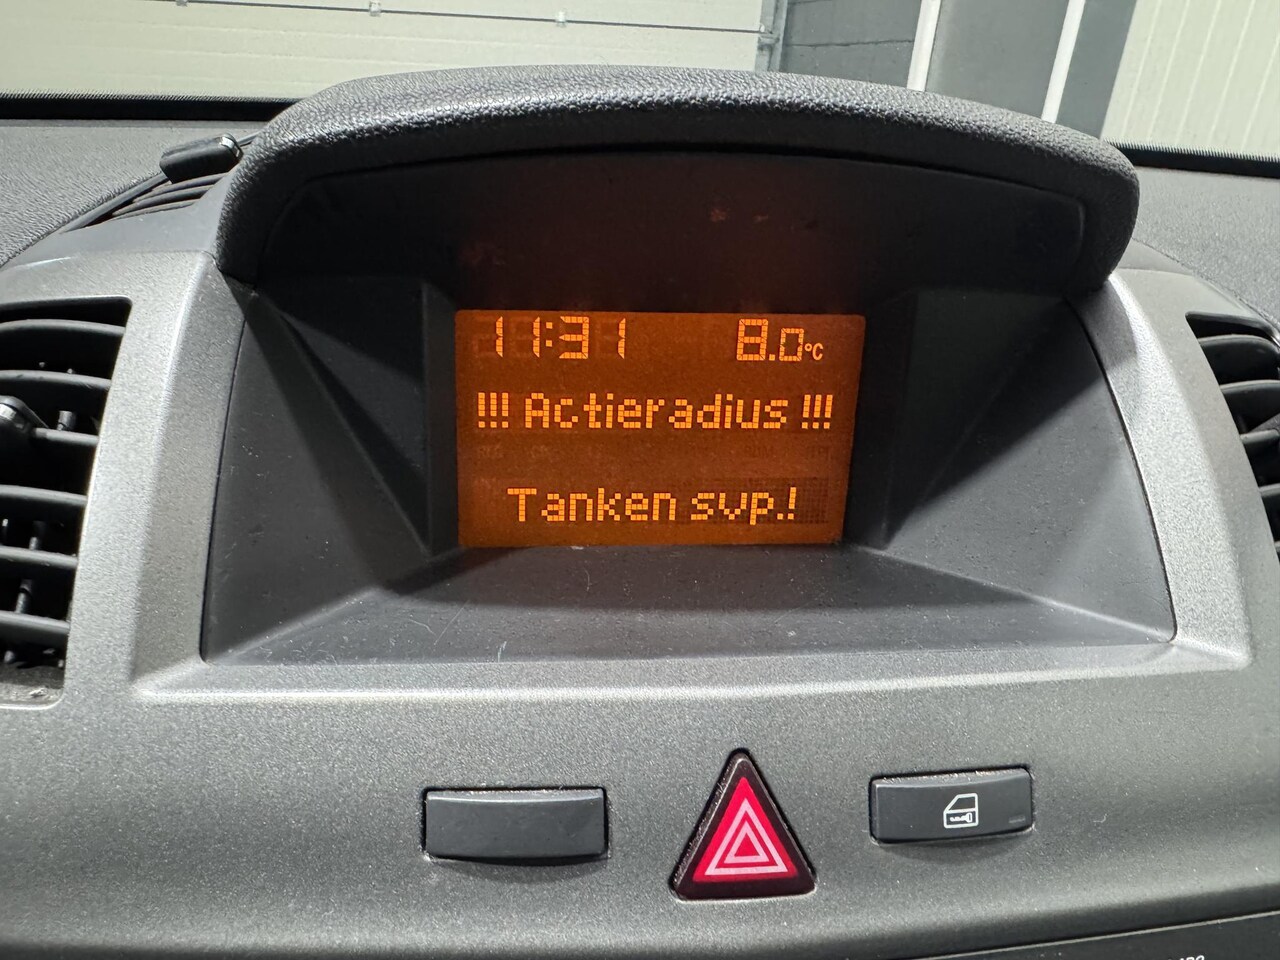 11:31 8.0°C
!!! Actieradius !!!
Tanken svp.!